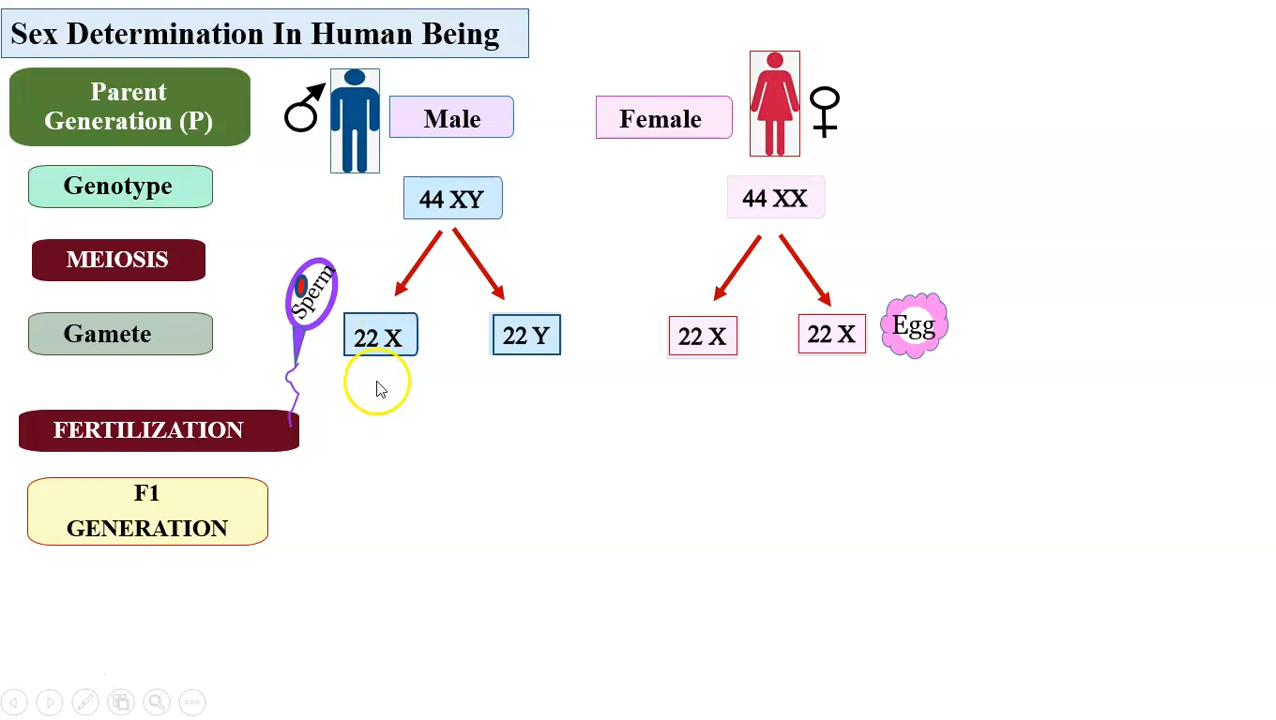 Sex Determination In Human Being
Parent
Generation (P)
Male
Female
Genotype
44 XY
44 XX
MEIOSIS
Sperm
Gamete
22 X
22 Y
22 X
22 X
Egg
FERTILIZATION
F1
GENERATION